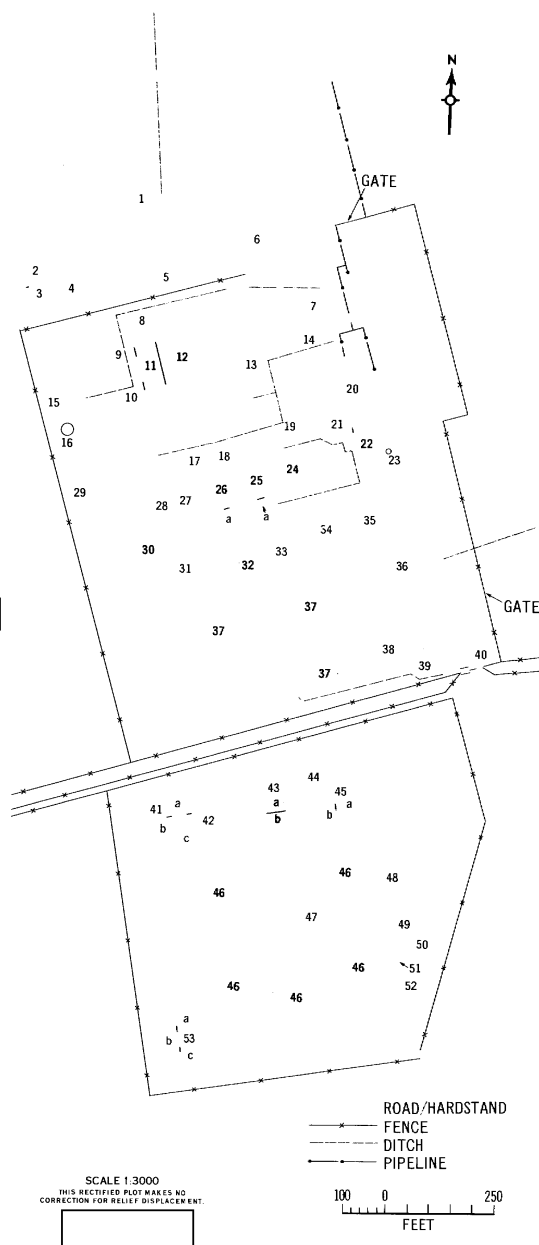 N
GATE
1
6
2
3 4 5
7
8
14
9 11 12
13
10
15
20
16
19 21
22
17 18
23
24
25
26
29
28 27
a a
35
34
30
33
31 32
36
37
GATE
37
38
40
39
37
44
43
45
a a a
41 42
b b b
c
46 48
46
47
49
50
46 51
46 52
46
a
b 53
c
ROAD/HARDSTAND
FENCE
DITCH
PIPELINE
SCALE 1:3000
THIS RECTIFIED PLOT MAKES NO
CORRECTION FOR RELIEF DISPLACEMENT.
100 0 250
FEET